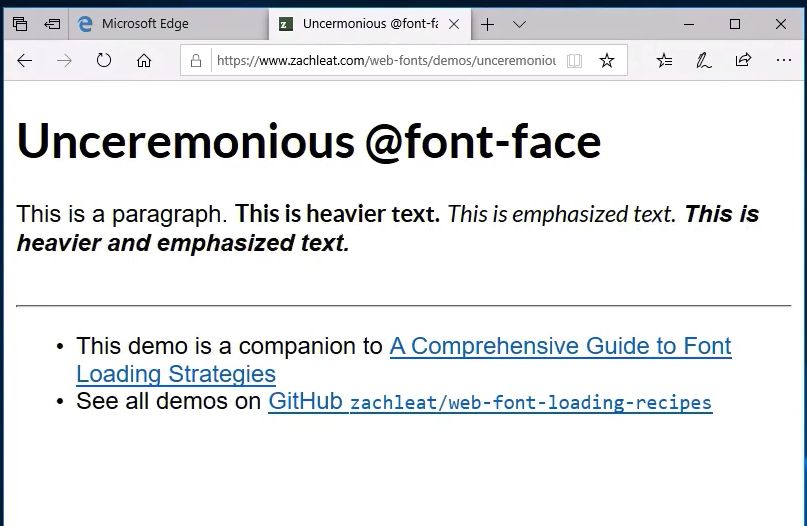 Microsoft Edge
Uncermonious @font-fa
https://www.zachleat.com/web-fonts/demos/unceremoniou
Unceremonious @font-face
This is a paragraph. This is heavier text. This is emphasized text. This is
heavier and emphasized text.
• This demo is a companion to A Comprehensive Guide to Font
Loading Strategies
• See all demos on GitHub zachleat/web-font-loading-recipes